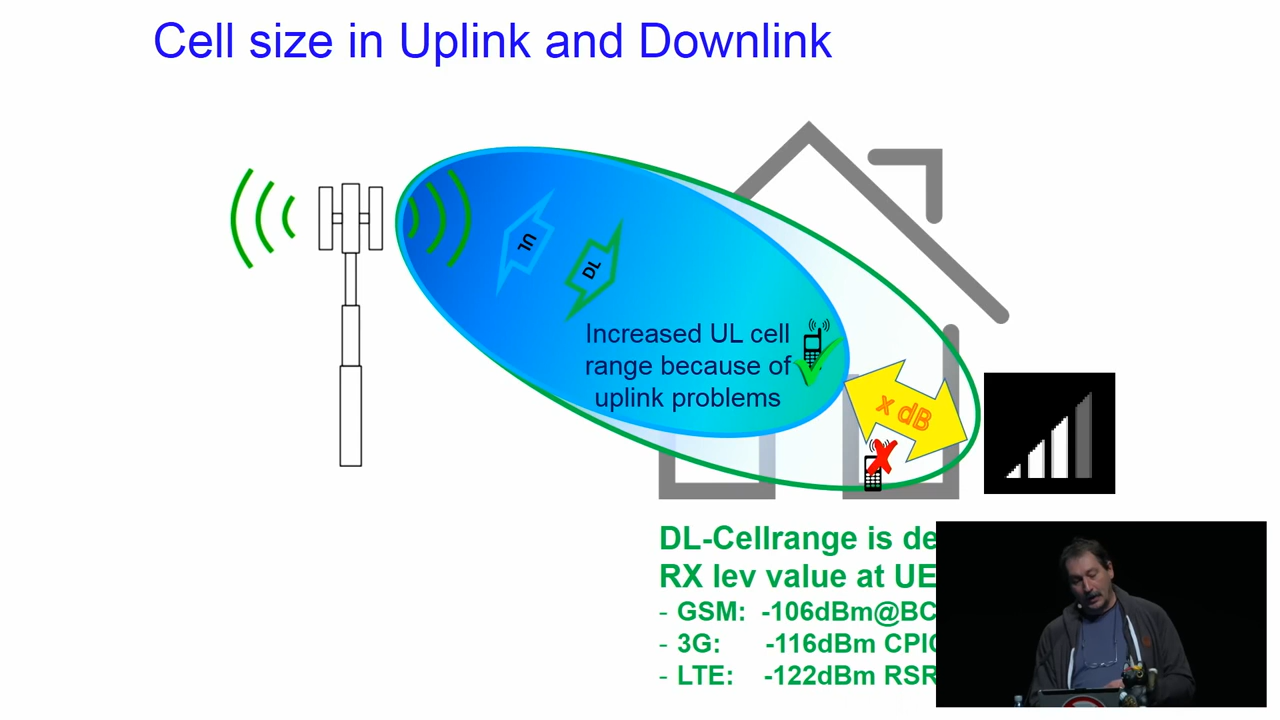 Cell size in Uplink and Downlink
UL
DL
Increased UL cell
range because of
uplink problems
x dB
DL-Cellrange is de
RX lev value at UE
- GSM: -106dBm@BC
- 3G: -116dBm CPIC
- LTE: -122dBm RSR